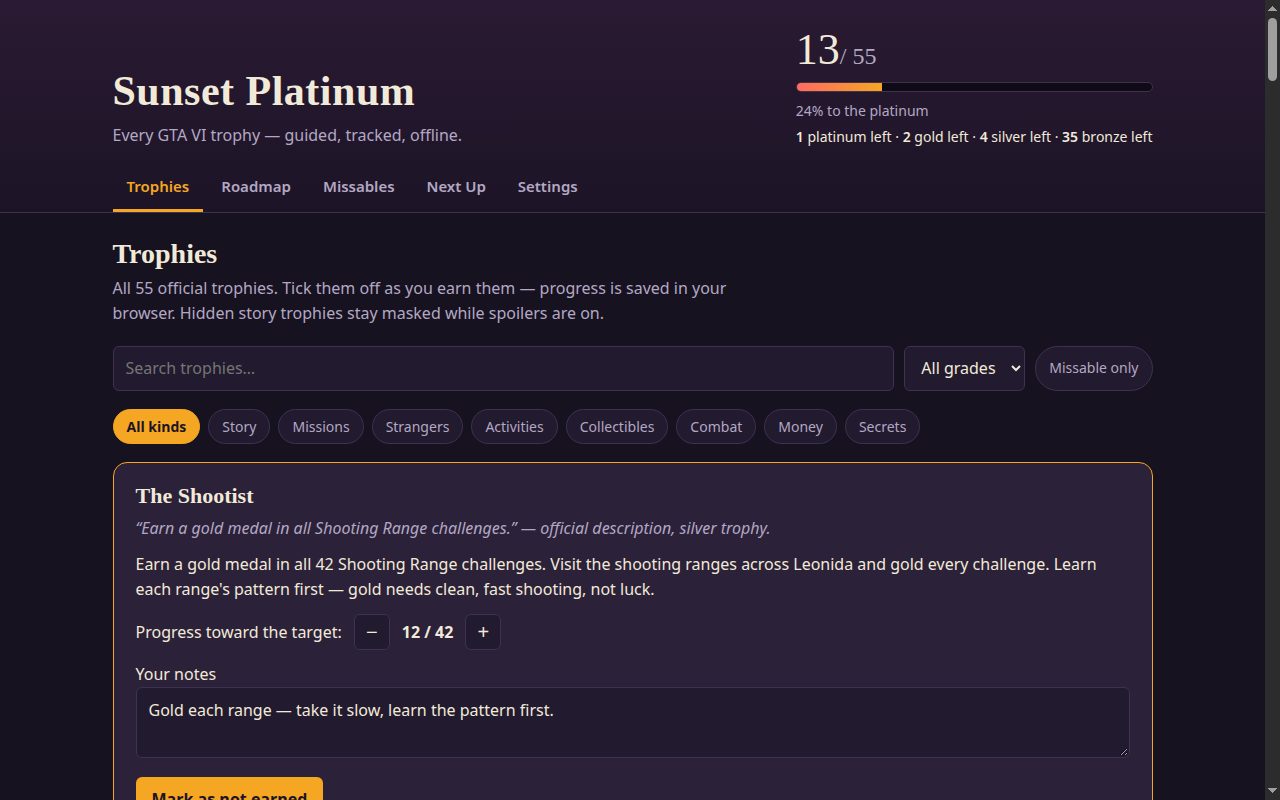 13/ 55
Sunset Platinum
Every GTA VI trophy — guided, tracked, offline.
24% to the platinum
1 platinum left · 2 gold left · 4 silver left · 35 bronze left
Trophies Roadmap Missables Next Up Settings
Trophies
All 55 official trophies. Tick them off as you earn them — progress is saved in your
browser. Hidden story trophies stay masked while spoilers are on.
Search trophies… All grades Missable only
All kinds Story Missions Strangers Activities Collectibles Combat Money Secrets
The Shootist
“Earn a gold medal in all Shooting Range challenges.” — official description, silver trophy.
Earn a gold medal in all 42 Shooting Range challenges. Visit the shooting ranges across Leonida and gold every challenge. Learn
each range's pattern first — gold needs clean, fast shooting, not luck.
Progress toward the target: − 12 / 42 +
Your notes
Gold each range — take it slow, learn the pattern first.
Mark as not earned